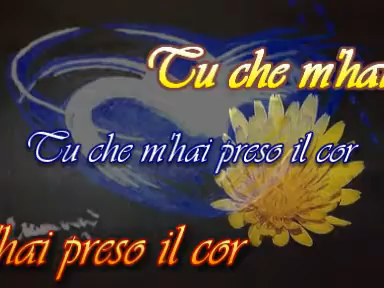 Tu che m'hai
Tu che m'hai preso il cor
'hai preso il cor